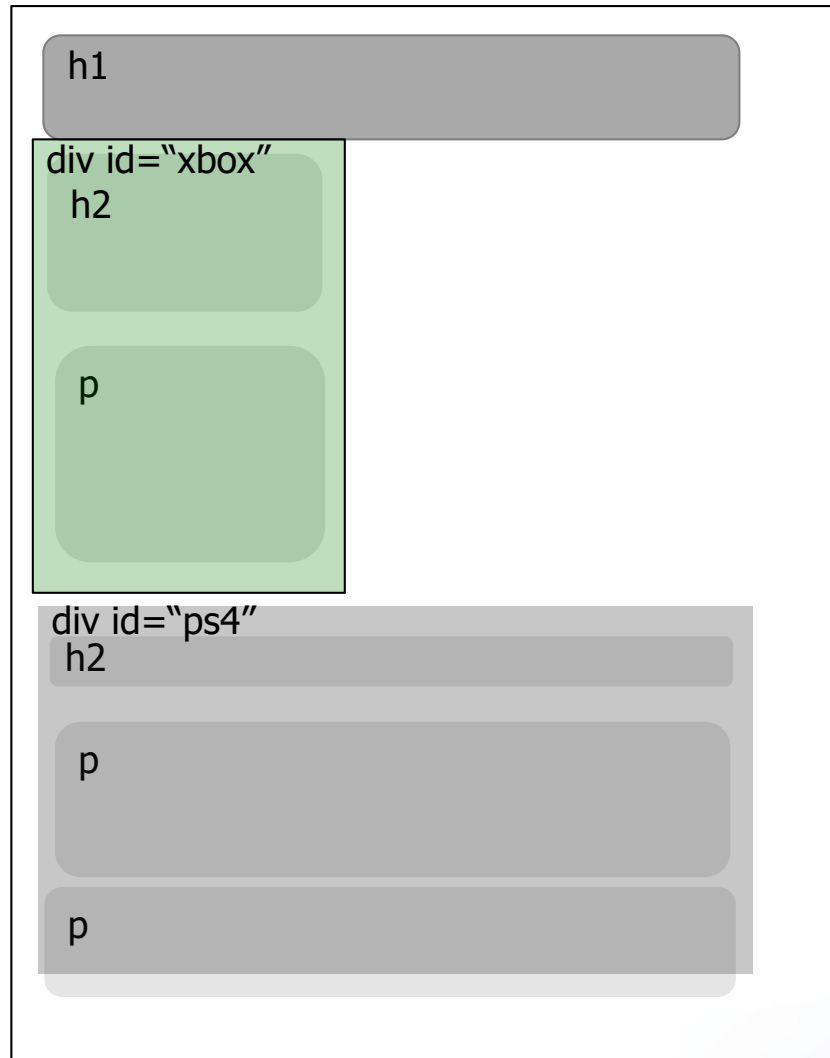 h1
div id=“xbox”
h2
p
div id=“ps4”
h2
p
p